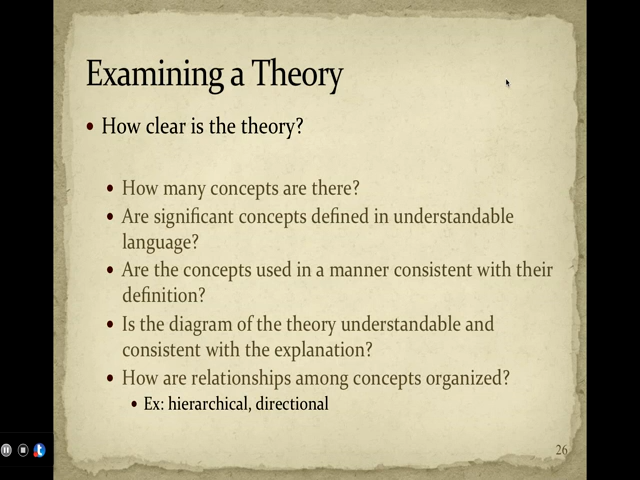 Examining a Theory
• How clear is the theory?
• How many concepts are there?
• Are significant concepts defined in understandable
language?
• Are the concepts used in a manner consistent with their
definition?
• Is the diagram of the theory understandable and
consistent with the explanation?
• How are relationships among concepts organized?
• Ex: hierarchical, directional
26
t